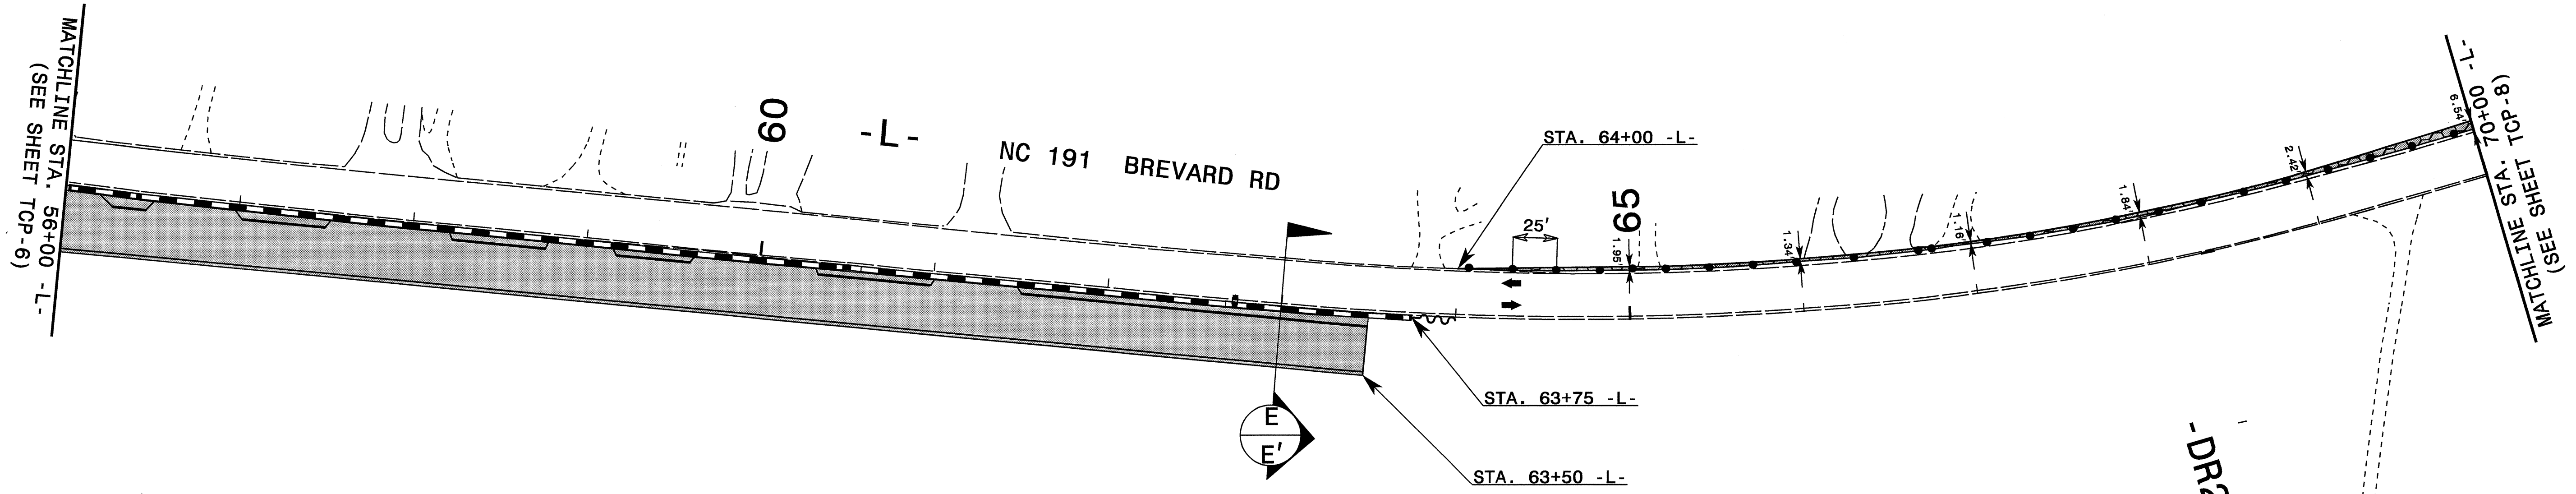 MATCHLINE STA. 56+00 -L-
(SEE SHEET TCP-6)
60
-L-
NC 191 BREVARD RD
STA. 64+00 -L-
25'
65
1.95'
1.34'
1.16'
1.84'
2.42'
6.54'
MATCHLINE STA. 70+00 -L-
(SEE SHEET TCP-8)
STA. 63+75 -L-
STA. 63+50 -L-
E
E'